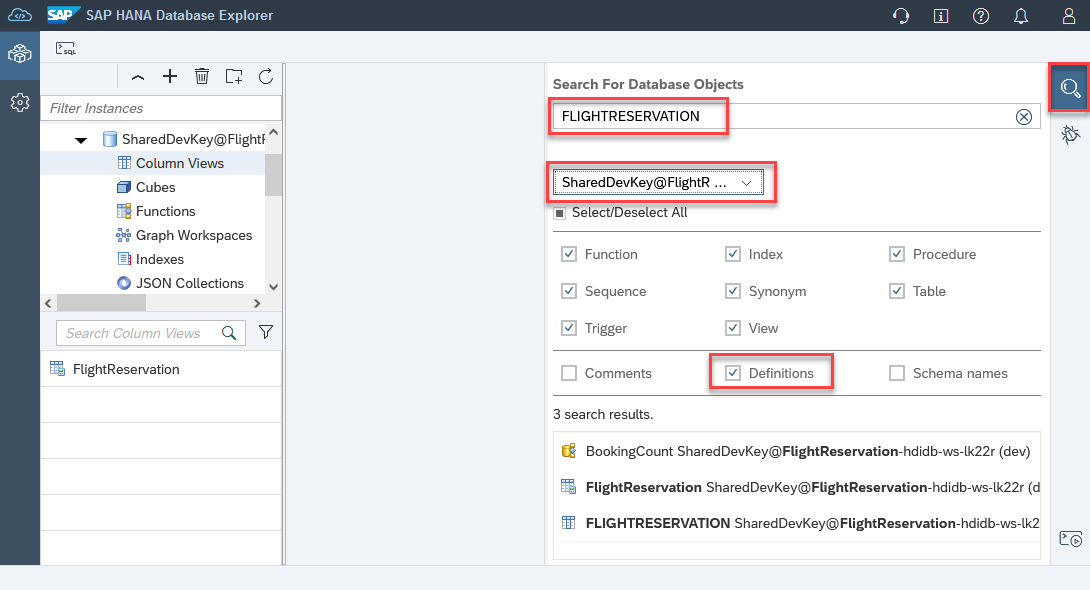 SAP SAP HANA Database Explorer
SQL
Filter Instances
SharedDevKey@FlightR
Column Views
Cubes
Functions
Graph Workspaces
Indexes
JSON Collections
Search Column Views
FlightReservation
Search For Database Objects
FLIGHTRESERVATION
SharedDevKey@FlightR ...
Select/Deselect All
Function Index Procedure
Sequence Synonym Table
Trigger View
Comments Definitions Schema names
3 search results.
BookingCount SharedDevKey@FlightReservation-hdidb-ws-lk22r (dev)
FlightReservation SharedDevKey@FlightReservation-hdidb-ws-lk22r (d
FLIGHTRESERVATION SharedDevKey@FlightReservation-hdidb-ws-lk2